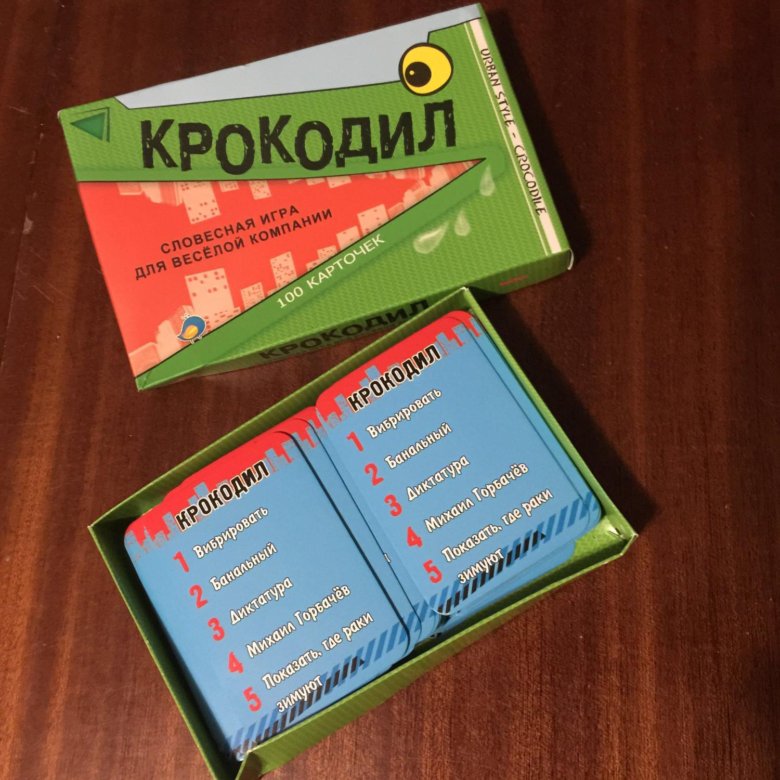 КРОКОДИЛ
СЛОВЕСНАЯ ИГРА
ДЛЯ ВЕСЁЛОЙ КОМПАНИИ
100 КАРТОЧЕК
URBAN STYLE - CROCODILE
КРОКОДИЛ
КРОКОДИЛ
1 Вибрировать
2 Банальный
3 Диктатура
4 Михаил Горбачёв
5 Показать, где раки
зимуют
КРОКОДИЛ
1 Вибрировать
2 Банальный
3 Диктатура
4 Михаил Горбачёв
5 Показать, где раки
зимуют